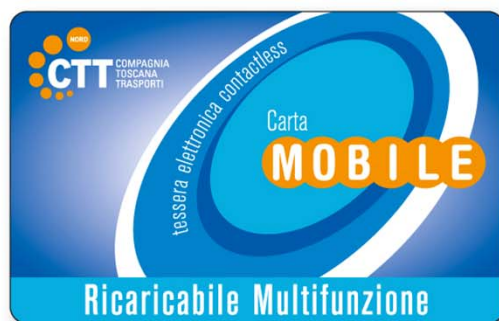 NORD
CTT
COMPAGNIA
TOSCANA
TRASPORTI
tessera elettronica contactless
Carta
MOBILE
Ricaricabile Multifunzione